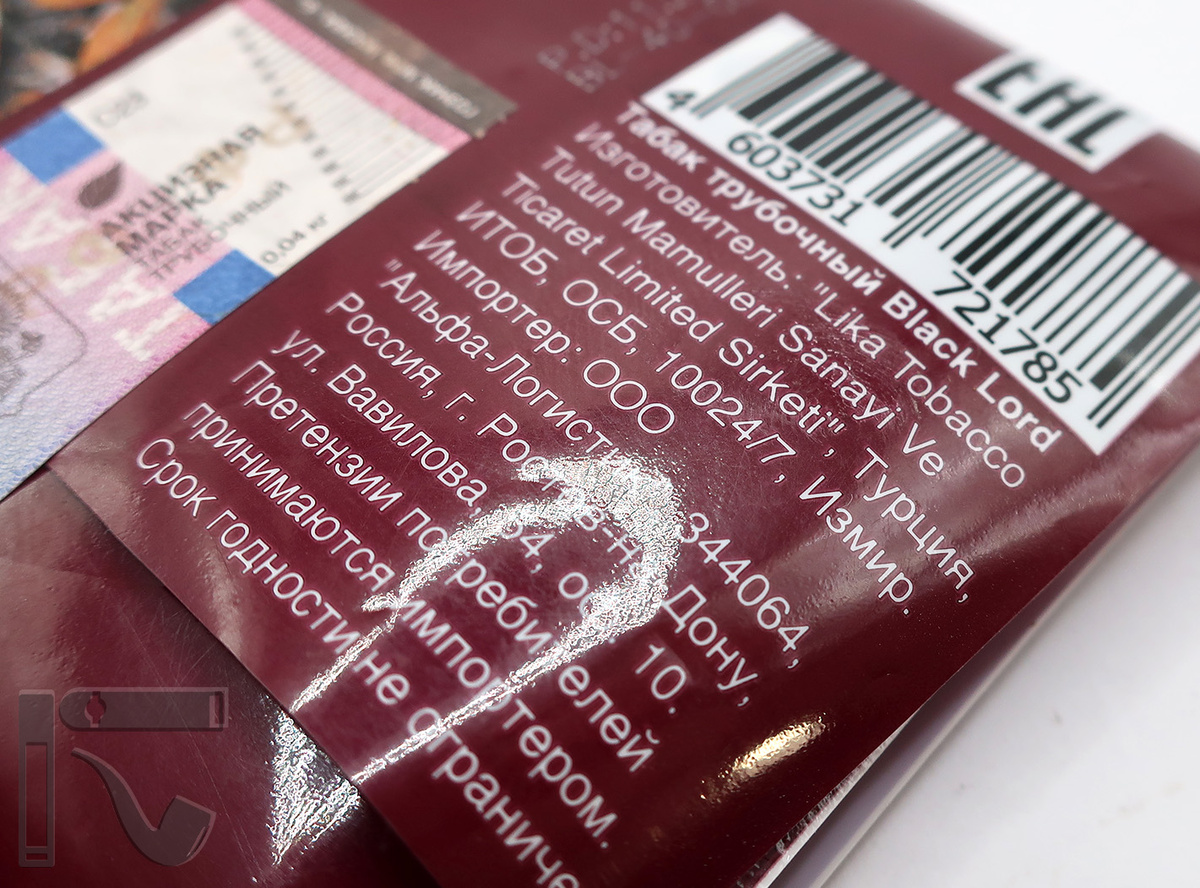 АКЦИЗНАЯ
МАРКА
ТАБАК
ТРУБОЧНЫЙ
0,04 кг
EAC
4 603731 721785
Табак трубочный Black Lord
Изготовитель: "Lika Tobacco
Tutun Mamulleri Sanayi Ve
Ticaret Limited Sirketi", Турция,
ИТОБ, ОСБ, 10024/7, Измир.
Импортер: ООО
"Альфа-Логистик" 344064,
Россия, г. Ростов-на-Дону,
ул. Вавилова, 54, оф. 10.
Претензии потребителей
принимаются импортером.
Срок годности не ограниче